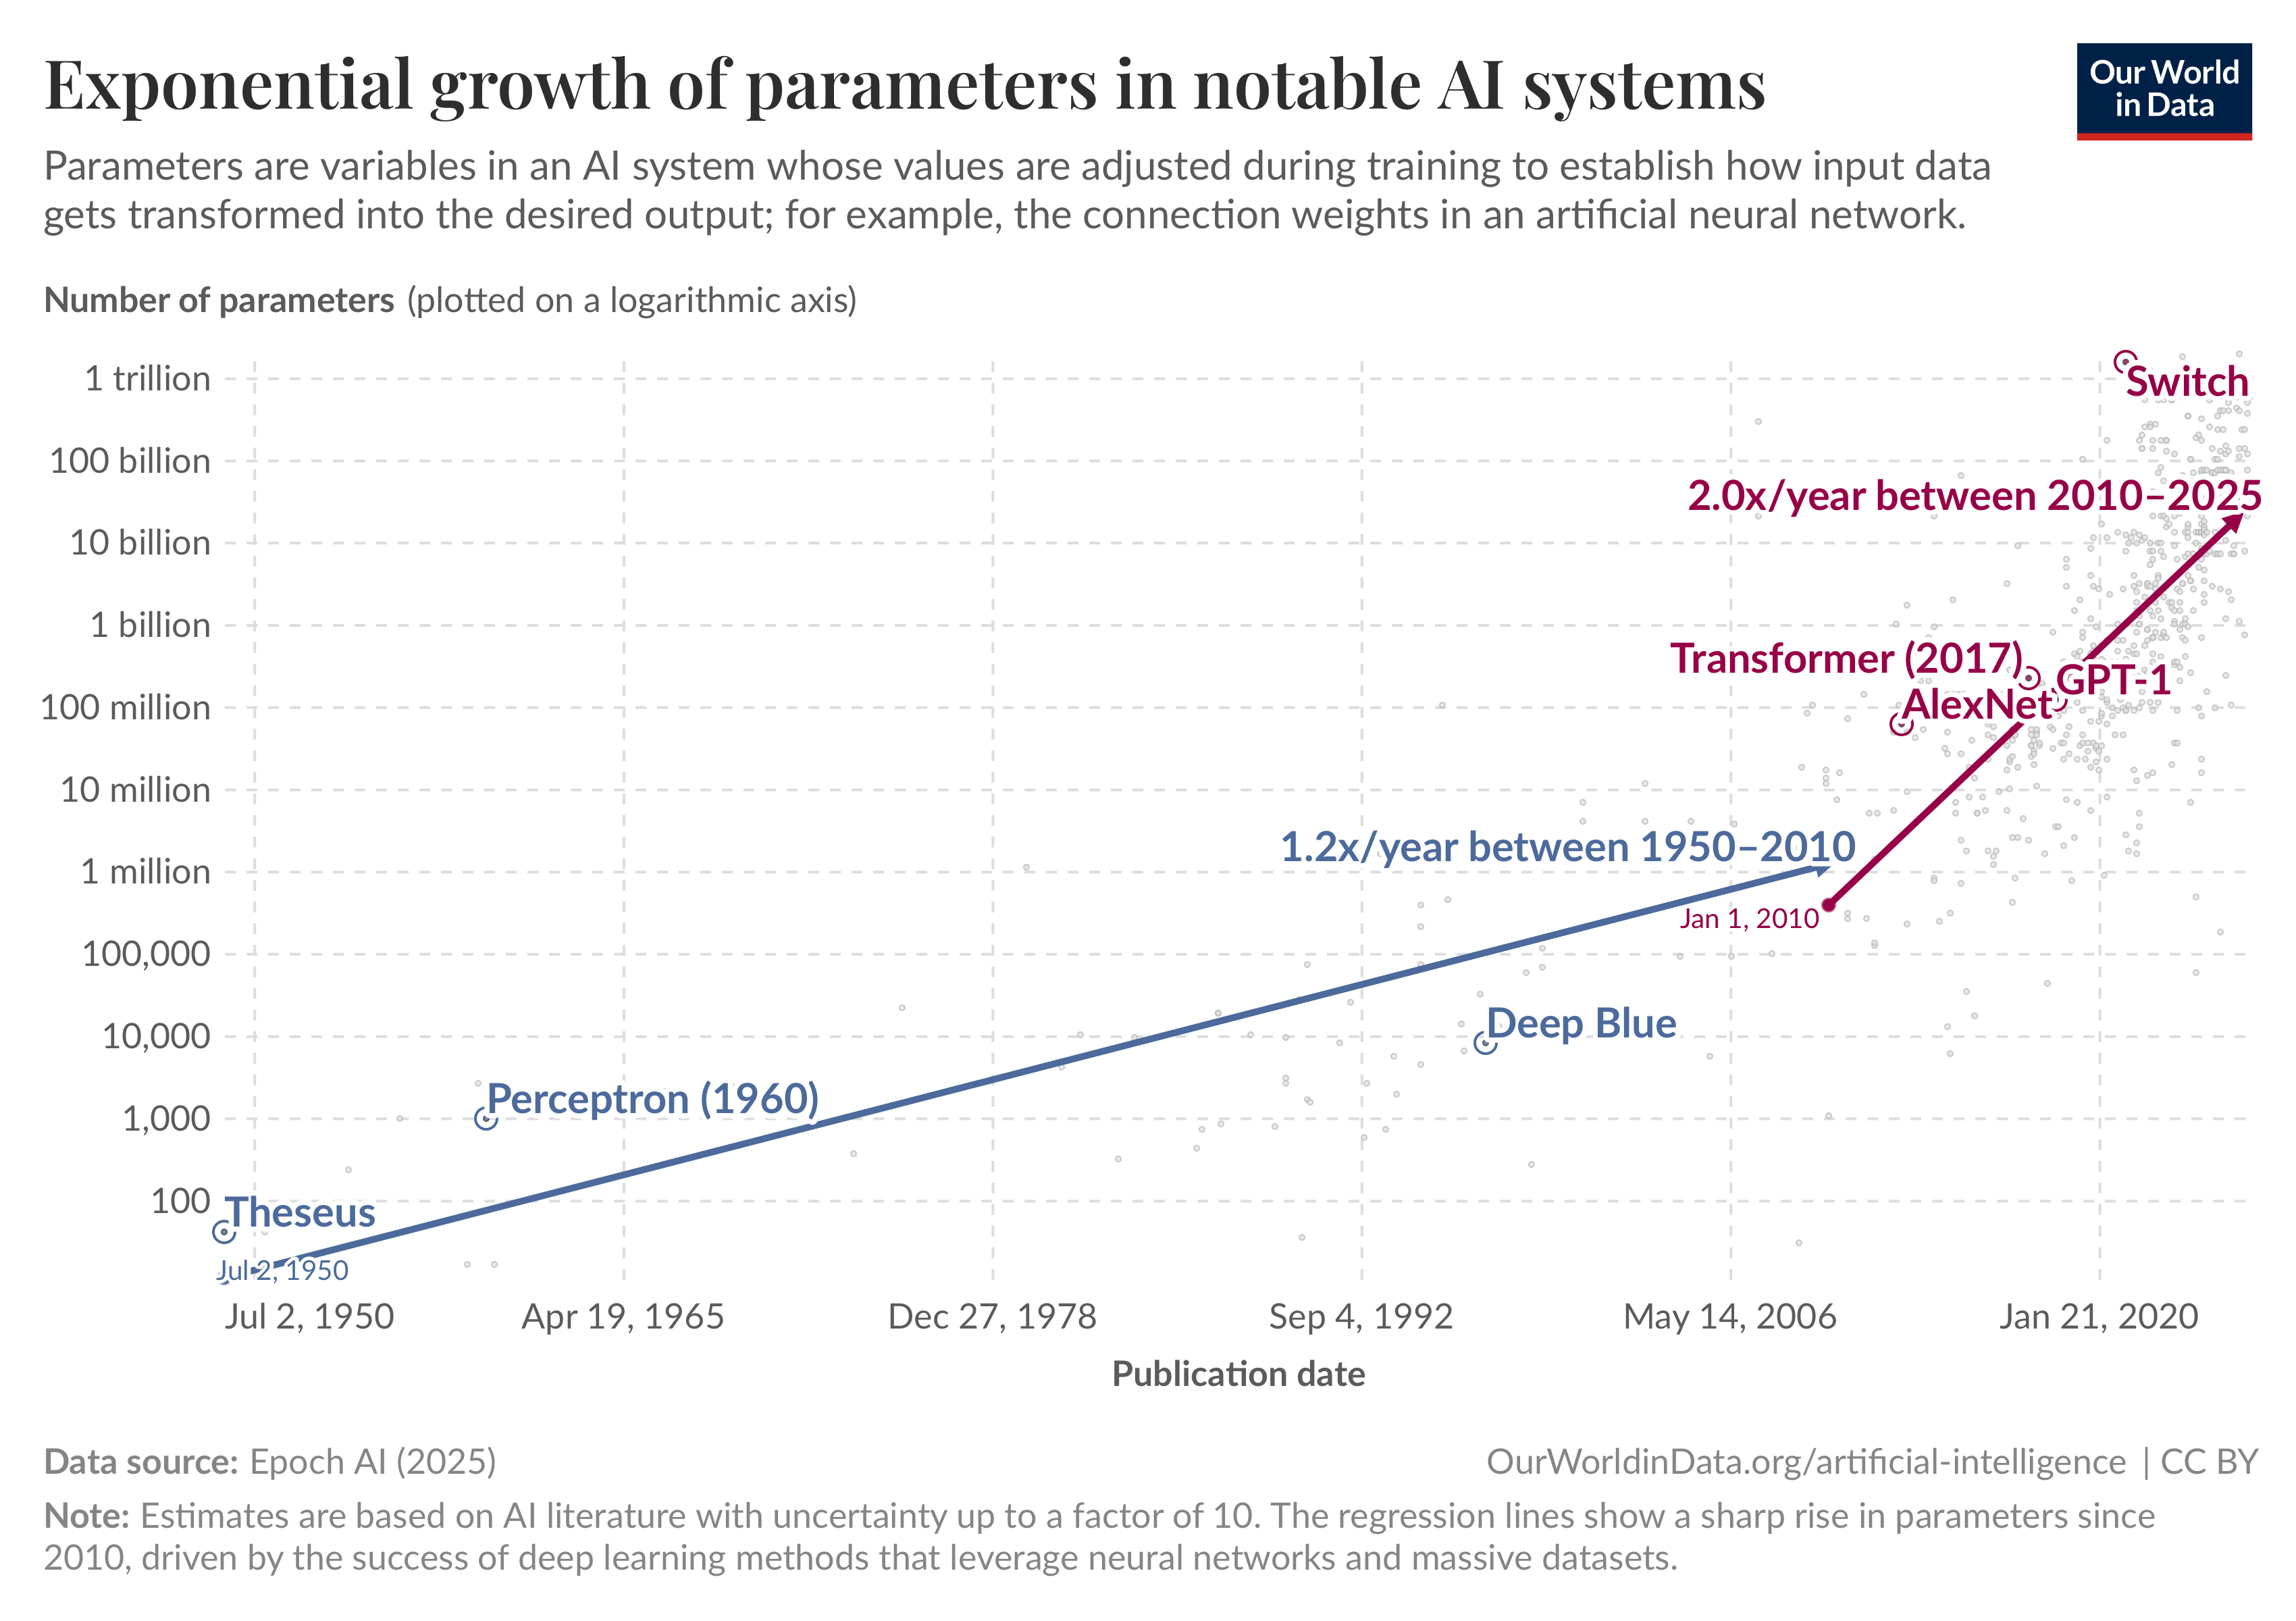 Exponential growth of parameters in notable AI systems
Our World
in Data
Parameters are variables in an AI system whose values are adjusted during training to establish how input data
gets transformed into the desired output; for example, the connection weights in an artificial neural network.
Number of parameters (plotted on a logarithmic axis)
1 trillion
100 billion
10 billion
1 billion
100 million
10 million
1 million
100,000
10,000
1,000
100
Switch
2.0x/year between 2010–2025
Transformer (2017)
GPT-1
AlexNet
1.2x/year between 1950–2010
Jan 1, 2010
Deep Blue
Perceptron (1960)
Theseus
Jul 2, 1950
Jul 2, 1950
Apr 19, 1965
Dec 27, 1978
Sep 4, 1992
May 14, 2006
Jan 21, 2020
Publication date
Data source: Epoch AI (2025)
OurWorldinData.org/artificial-intelligence | CC BY
Note: Estimates are based on AI literature with uncertainty up to a factor of 10. The regression lines show a sharp rise in parameters since
2010, driven by the success of deep learning methods that leverage neural networks and massive datasets.